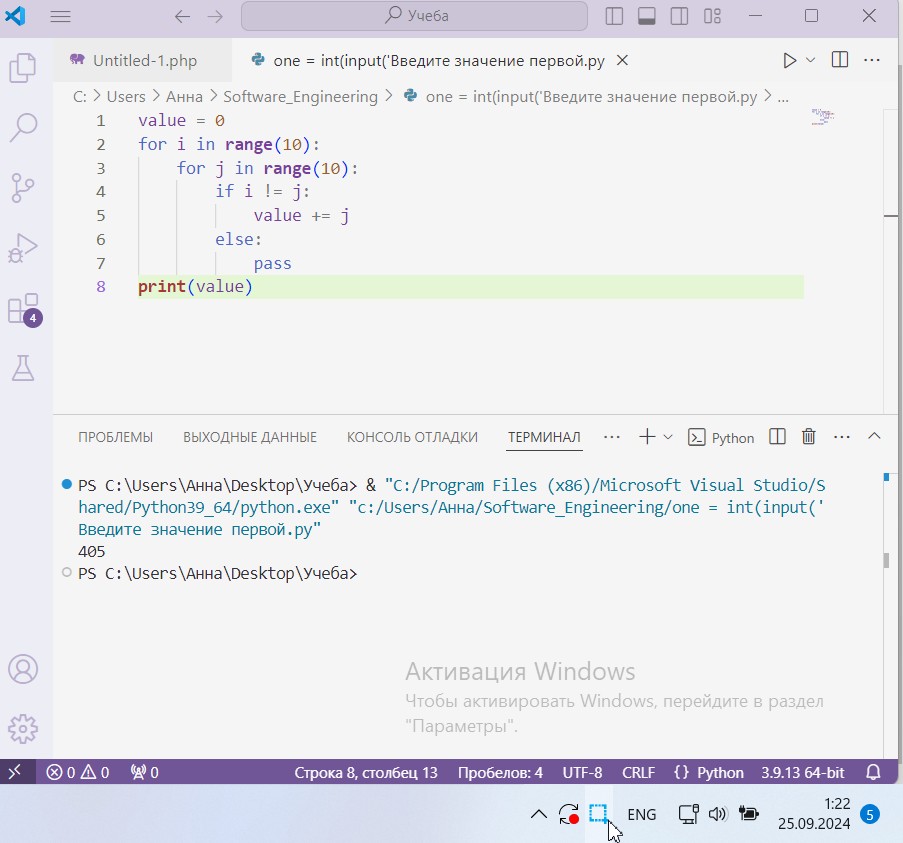 Учеба
Untitled-1.php
one = int(input('Введите значение первой.py
C: > Users > Анна > Software_Engineering > one = int(input('Введите значение первой.py > ...
1 value = 0
2 for i in range(10):
3 for j in range(10):
4 if i != j:
5 value += j
6 else:
7 pass
8 print(value)
4
ПРОБЛЕМЫ ВЫХОДНЫЕ ДАННЫЕ КОНСОЛЬ ОТЛАДКИ ТЕРМИНАЛ ... Python ...
PS C:\Users\Анна\Desktop\Учеба> & "C:/Program Files (x86)/Microsoft Visual Studio/S
hared/Python39_64/python.exe" "c:/Users/Анна/Software_Engineering/one = int(input('
Введите значение первой.py"
405
PS C:\Users\Анна\Desktop\Учеба>
Активация Windows
Чтобы активировать Windows, перейдите в раздел
"Параметры".
0 0 0 Строка 8, столбец 13 Пробелов: 4 UTF-8 CRLF {} Python 3.9.13 64-bit
ENG 1:22 5
25.09.2024